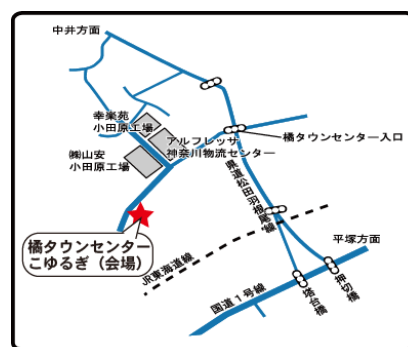 中井方面
幸楽苑
小田原工場
アルフレッサ
神奈川物流センター
橘タウンセンター入口
㈱山安
小田原工場
県道松田羽根尾線
橘タウンセンター
こゆるぎ（会場）
JR東海道線
平塚方面
国道1号線
塔台橋
押切橋